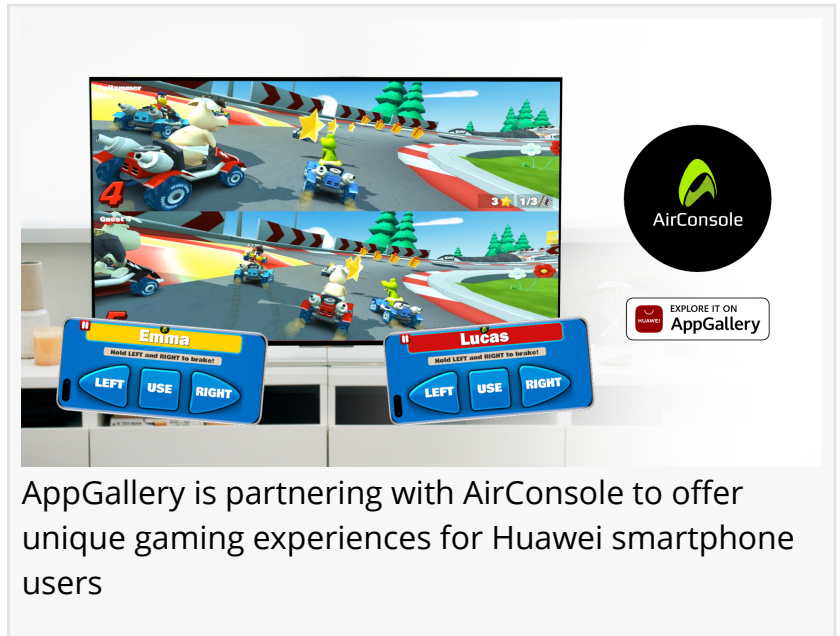 4
3
1/3
Guest 4
AirConsole
EXPLORE IT ON
HUAWEI
AppGallery
Emma
Hold LEFT and RIGHT to brake!
LEFT
USE
RIGHT
Lucas
Hold LEFT and RIGHT to brake!
LEFT
USE
RIGHT
AppGallery is partnering with AirConsole to offer
unique gaming experiences for Huawei smartphone
users